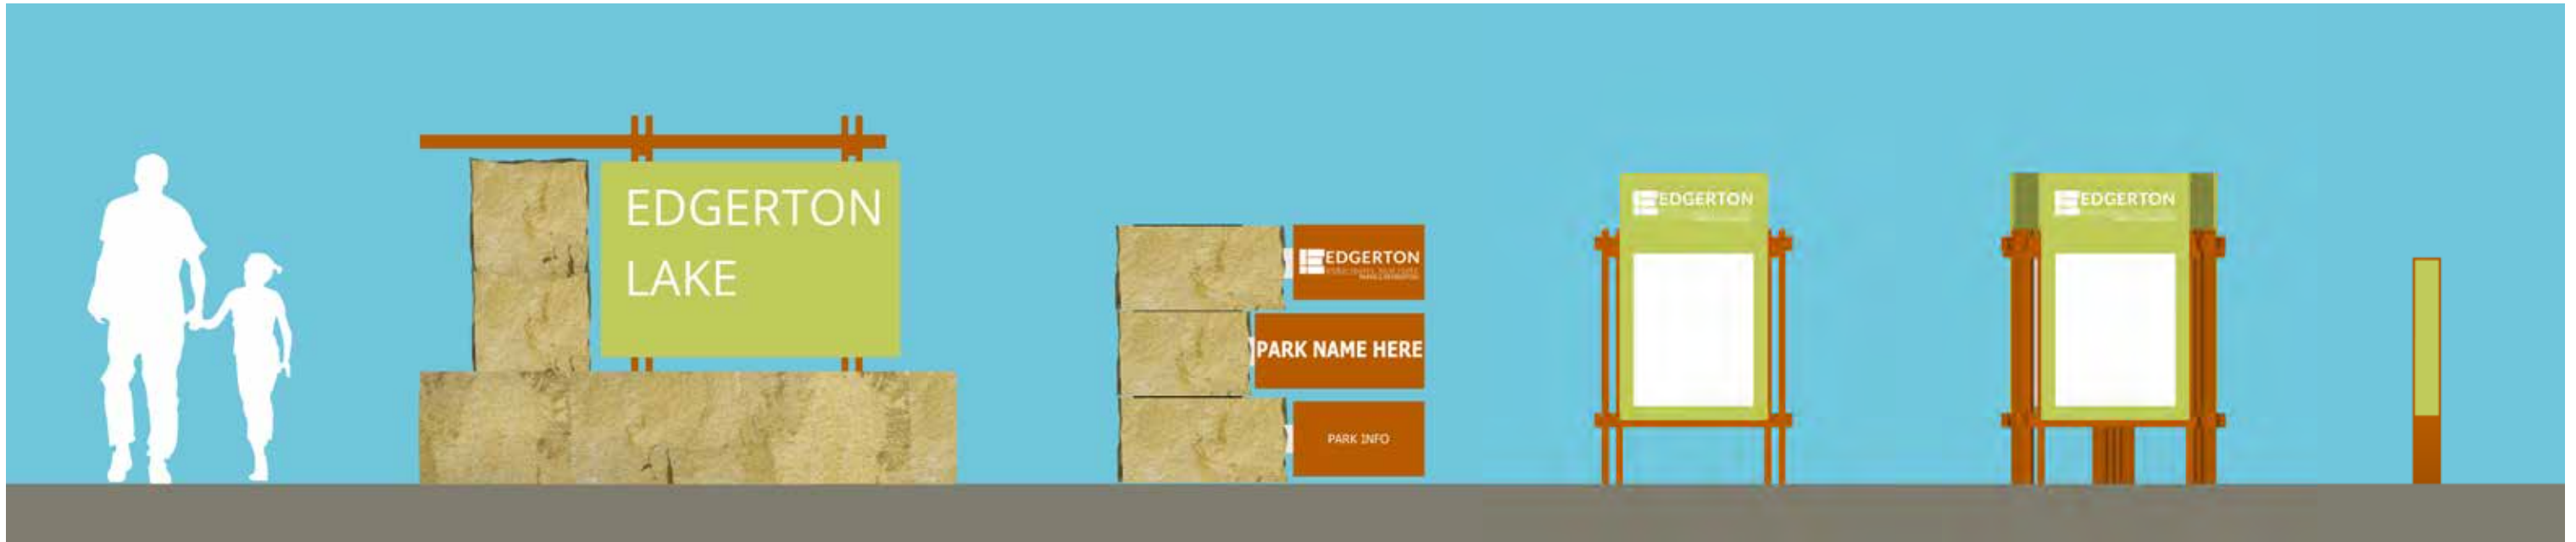 EDGERTON
LAKE
EDGERTON
PARK NAME HERE
PARK INFO
EDGERTON
EDGERTON